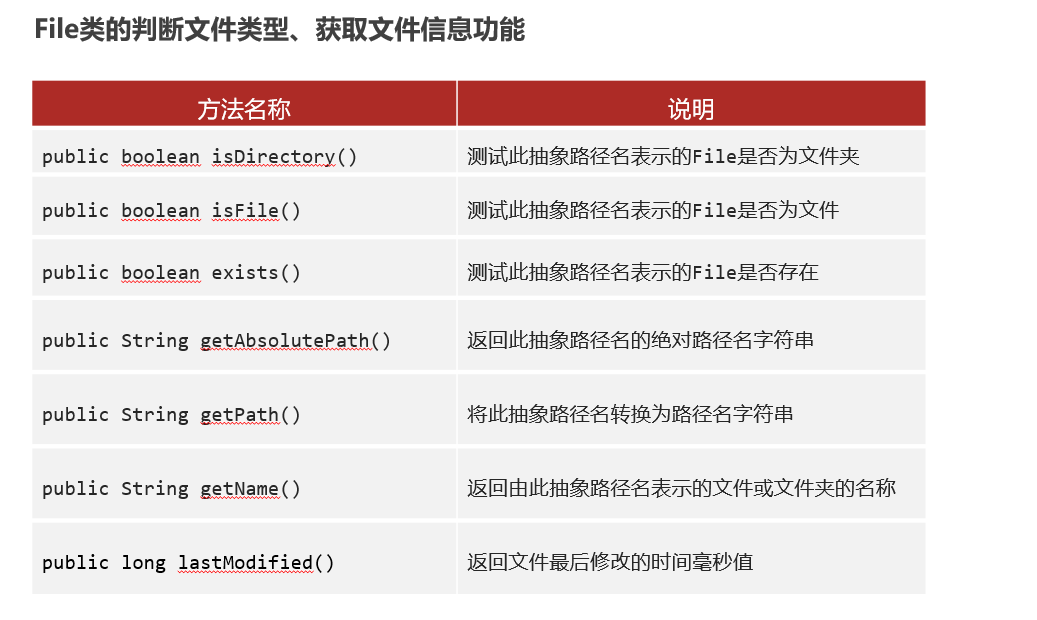 File类的判断文件类型、获取文件信息功能
方法名称 说明
public boolean isDirectory() 测试此抽象路径名表示的File是否为文件夹
public boolean isFile() 测试此抽象路径名表示的File是否为文件
public boolean exists() 测试此抽象路径名表示的File是否存在
public String getAbsolutePath() 返回此抽象路径名的绝对路径名字符串
public String getPath() 将此抽象路径名转换为路径名字符串
public String getName() 返回由此抽象路径名表示的文件或文件夹的名称
public long lastModified() 返回文件最后修改的时间毫秒值